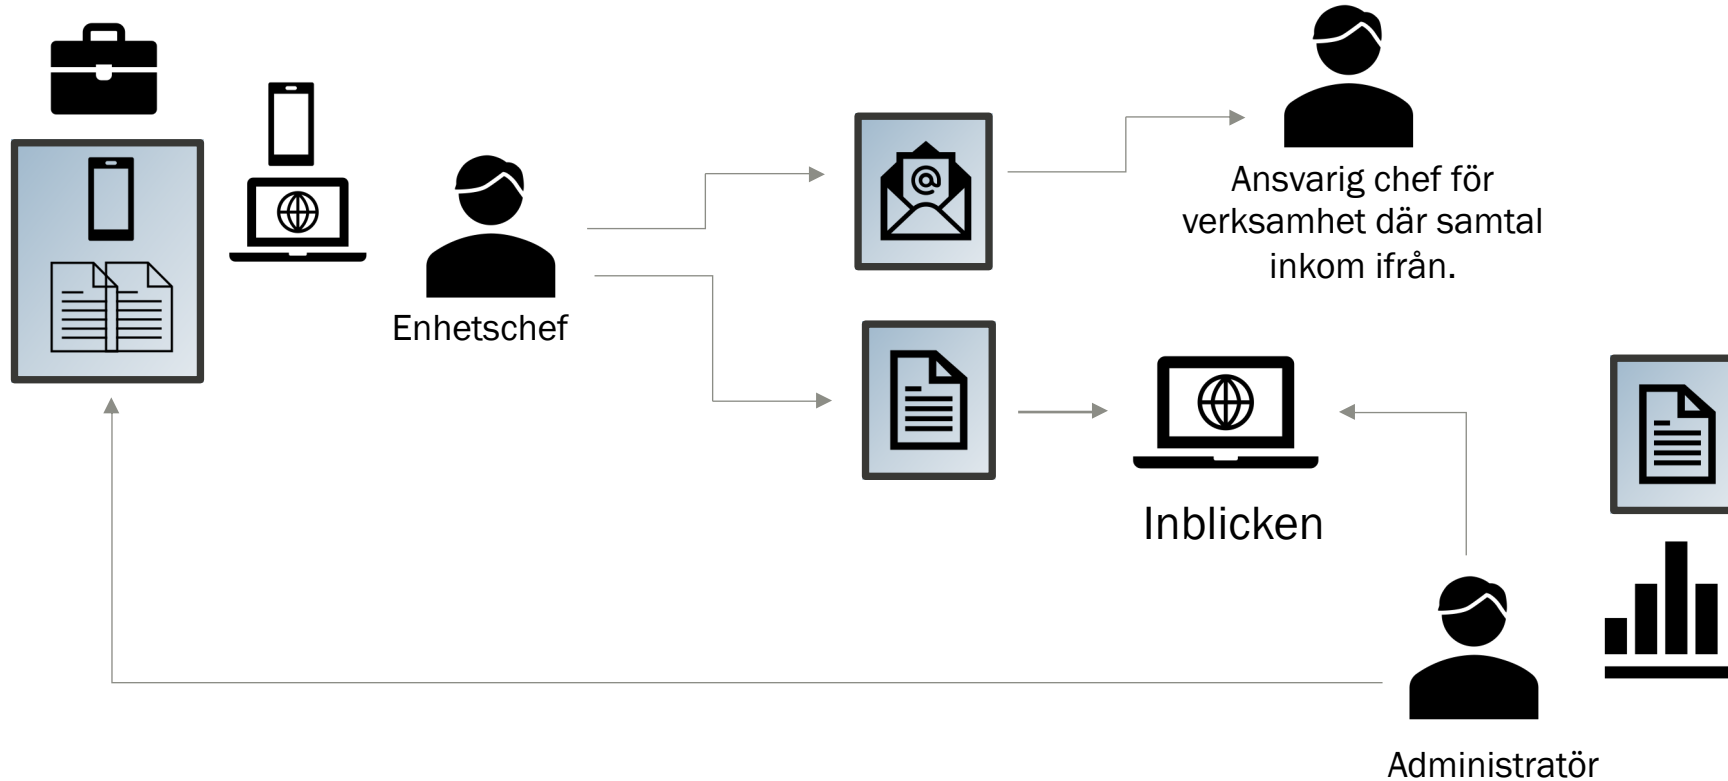 Ansvarig chef för
verksamhet där samtal
inkom ifrån.
Enhetschef
Inblicken
Administratör